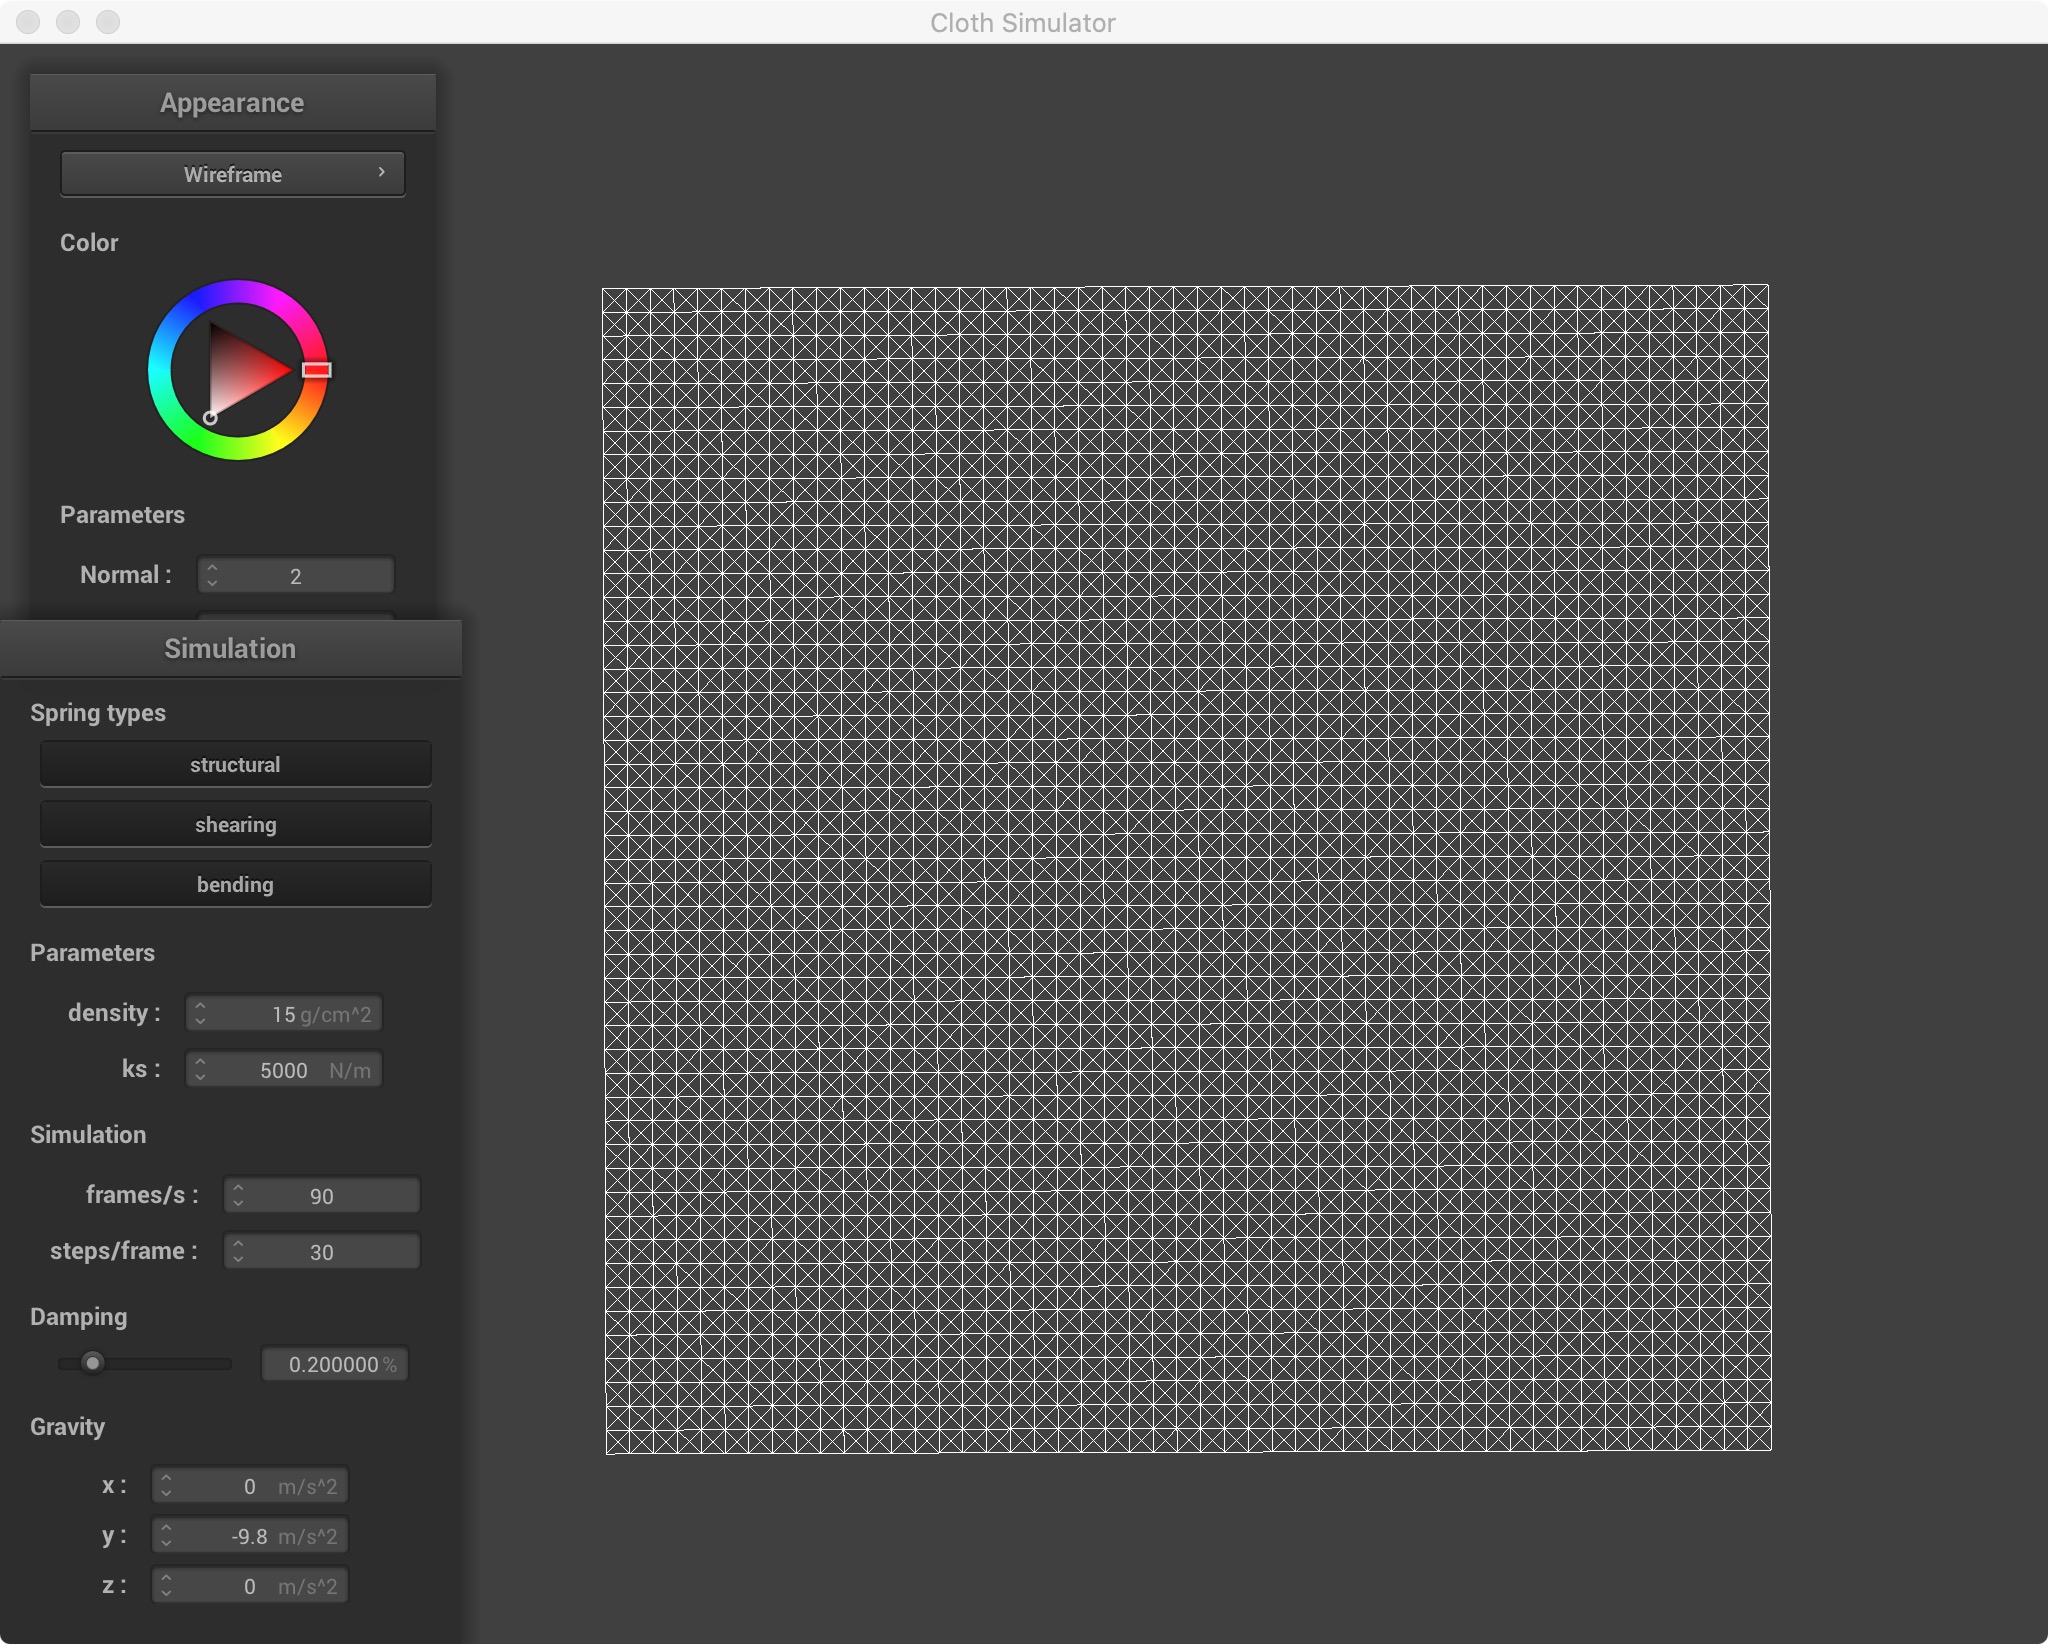 Cloth Simulator
Appearance
Wireframe
Color
Parameters
Normal : 2
Simulation
Spring types
structural
shearing
bending
Parameters
density : 15 g/cm^2
ks : 5000 N/m
Simulation
frames/s : 90
steps/frame : 30
Damping
0.200000 %
Gravity
x : 0 m/s^2
y : -9.8 m/s^2
z : 0 m/s^2